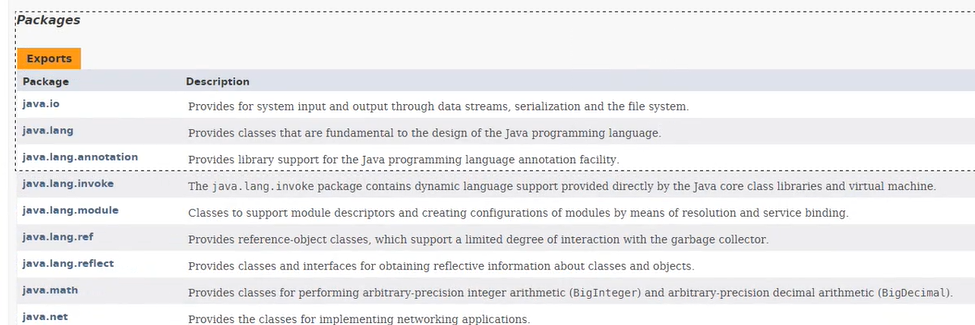 Packages
Exports
Package Description
java.io Provides for system input and output through data streams, serialization and the file system.
java.lang Provides classes that are fundamental to the design of the Java programming language.
java.lang.annotation Provides library support for the Java programming language annotation facility.
java.lang.invoke The java.lang.invoke package contains dynamic language support provided directly by the Java core class libraries and virtual machine.
java.lang.module Classes to support module descriptors and creating configurations of modules by means of resolution and service binding.
java.lang.ref Provides reference-object classes, which support a limited degree of interaction with the garbage collector.
java.lang.reflect Provides classes and interfaces for obtaining reflective information about classes and objects.
java.math Provides classes for performing arbitrary-precision integer arithmetic (BigInteger) and arbitrary-precision decimal arithmetic (BigDecimal).
java.net Provides the classes for implementing networking applications.